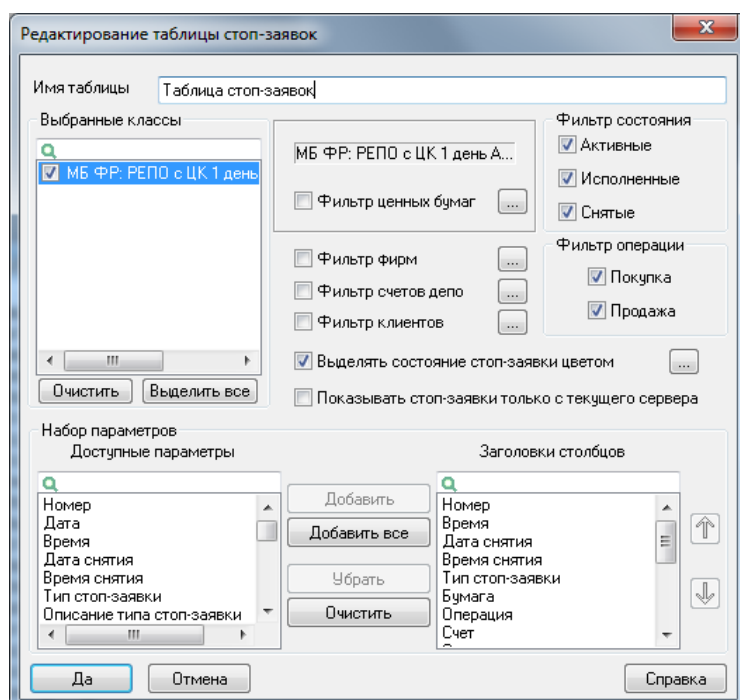 Редактирование таблицы стоп-заявок
Имя таблицы
Таблица стоп-заявок
Выбранные классы
МБ ФР: РЕПО с ЦК 1 день
Очистить
Выделить все
МБ ФР: РЕПО с ЦК 1 день А...
Фильтр ценных бумаг
...
Фильтр состояния
Активные
Исполненные
Снятые
Фильтр фирм
...
Фильтр счетов депо
...
Фильтр клиентов
...
Фильтр операции
Покупка
Продажа
Выделять состояние стоп-заявки цветом
...
Показывать стоп-заявки только с текущего сервера
Набор параметров
Доступные параметры
Номер
Дата
Время
Дата снятия
Время снятия
Тип стоп-заявки
Описание типа стоп-заявки
Добавить
Добавить все
Убрать
Очистить
Заголовки столбцов
Номер
Время
Дата снятия
Время снятия
Тип стоп-заявки
Бумага
Операция
Счет
Да
Отмена
Справка